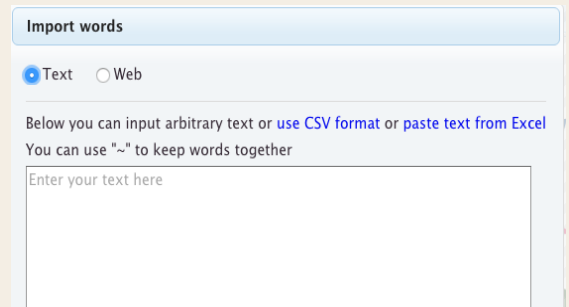 Import words
Text Web
Below you can input arbitrary text or use CSV format or paste text from Excel
You can use "~" to keep words together
Enter your text here